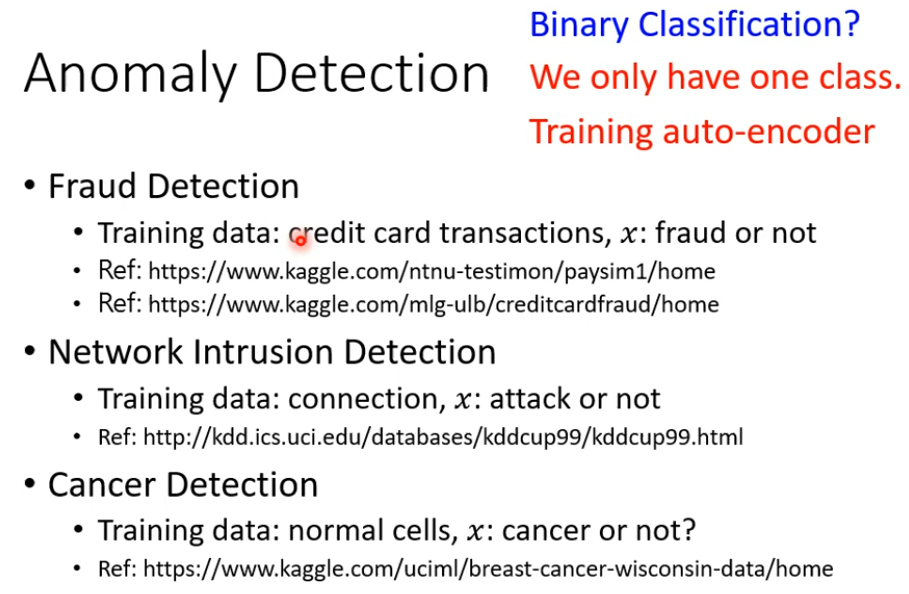 Anomaly Detection
Binary Classification?
We only have one class.
Training auto-encoder
• Fraud Detection
• Training data: credit card transactions, 𝑥: fraud or not
• Ref: https://www.kaggle.com/ntnu-testimon/paysim1/home
• Ref: https://www.kaggle.com/mlg-ulb/creditcardfraud/home
• Network Intrusion Detection
• Training data: connection, 𝑥: attack or not
• Ref: http://kdd.ics.uci.edu/databases/kddcup99/kddcup99.html
• Cancer Detection
• Training data: normal cells, 𝑥: cancer or not?
• Ref: https://www.kaggle.com/uciml/breast-cancer-wisconsin-data/home